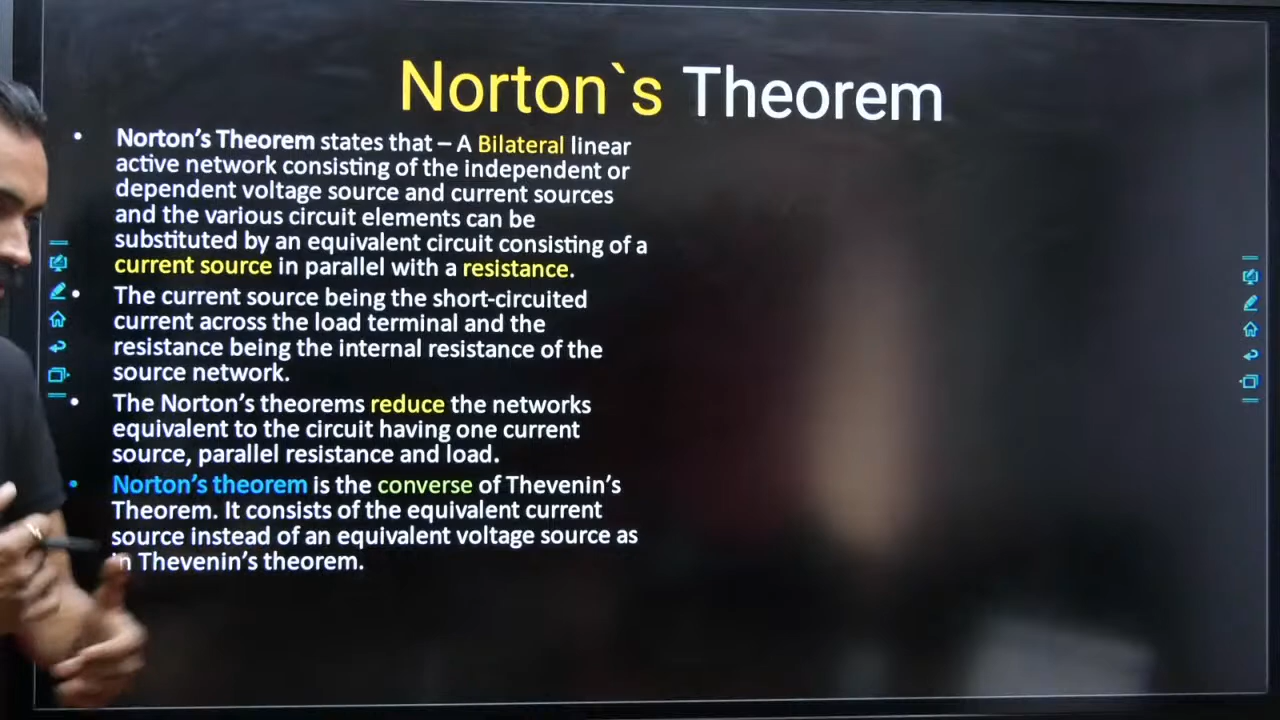 Norton`s Theorem
• Norton’s Theorem states that – A Bilateral linear
active network consisting of the independent or
dependent voltage source and current sources
and the various circuit elements can be
substituted by an equivalent circuit consisting of a
current source in parallel with a resistance.
• The current source being the short-circuited
current across the load terminal and the
resistance being the internal resistance of the
source network.
• The Norton’s theorems reduce the networks
equivalent to the circuit having one current
source, parallel resistance and load.
• Norton’s theorem is the converse of Thevenin’s
Theorem. It consists of the equivalent current
source instead of an equivalent voltage source as
in Thevenin’s theorem.